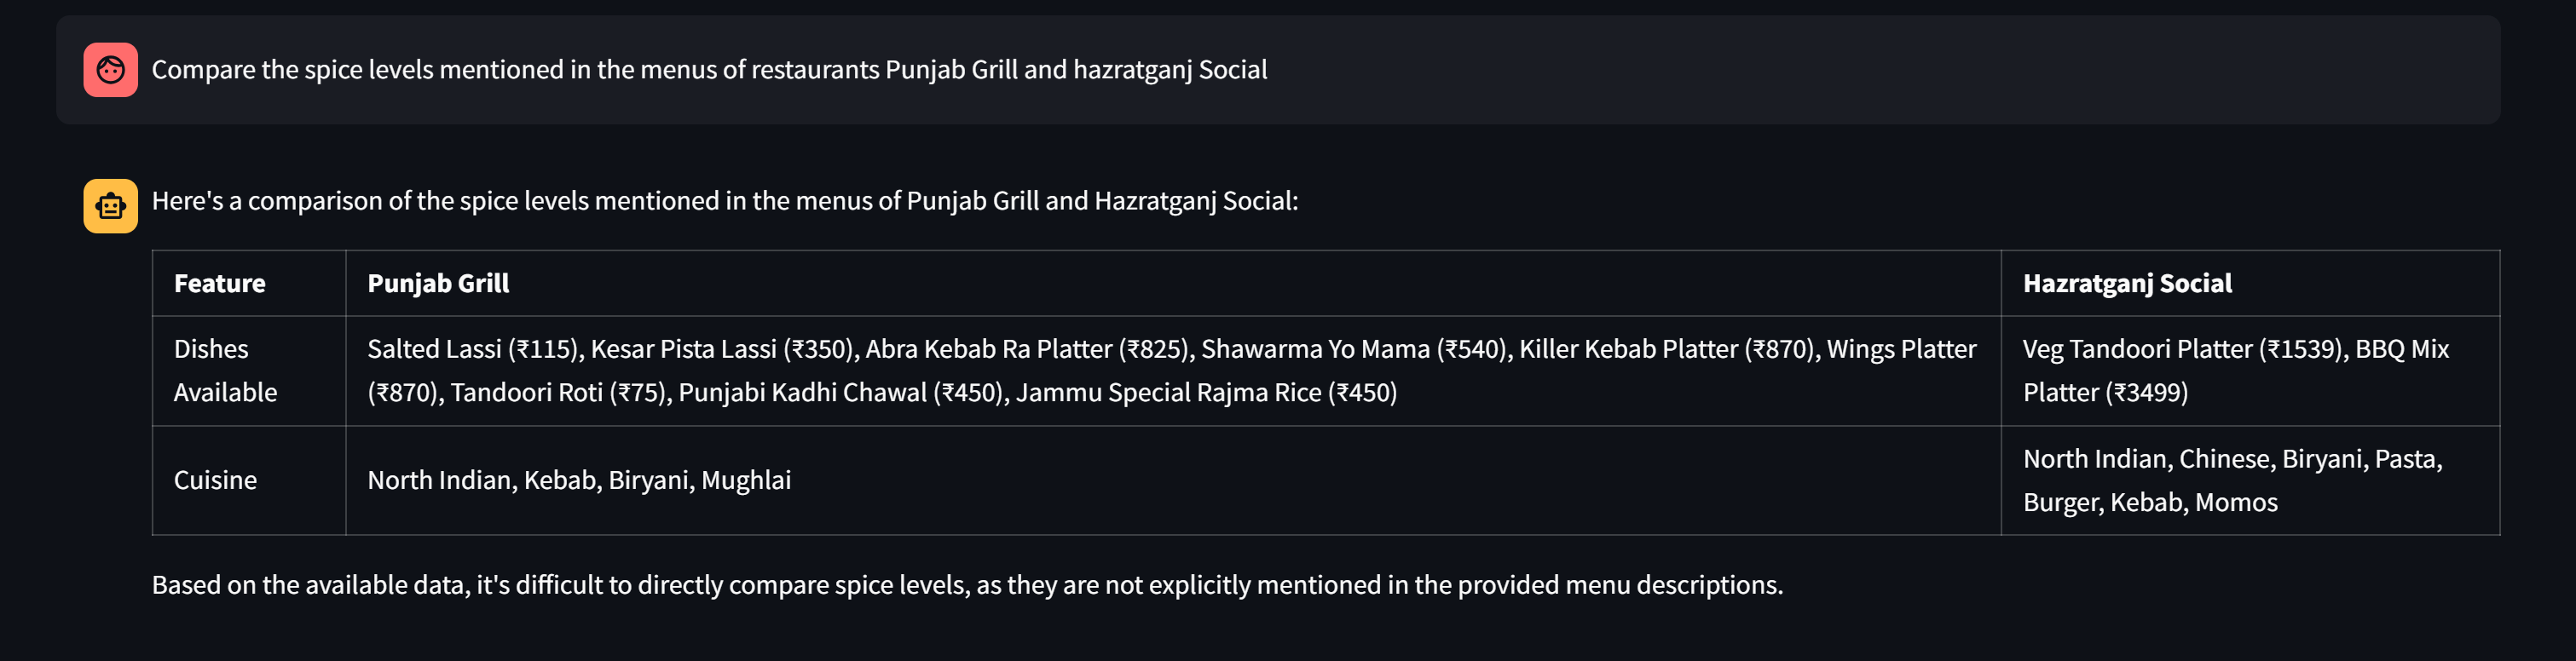 Compare the spice levels mentioned in the menus of restaurants Punjab Grill and hazratganj Social
Here's a comparison of the spice levels mentioned in the menus of Punjab Grill and Hazratganj Social:
Feature
Punjab Grill
Hazratganj Social
Dishes
Available
Salted Lassi (₹115), Kesar Pista Lassi (₹350), Abra Kebab Ra Platter (₹825), Shawarma Yo Mama (₹540), Killer Kebab Platter (₹870), Wings Platter
(₹870), Tandoori Roti (₹75), Punjabi Kadhi Chawal (₹450), Jammu Special Rajma Rice (₹450)
Veg Tandoori Platter (₹1539), BBQ Mix
Platter (₹3499)
Cuisine
North Indian, Kebab, Biryani, Mughlai
North Indian, Chinese, Biryani, Pasta,
Burger, Kebab, Momos
Based on the available data, it's difficult to directly compare spice levels, as they are not explicitly mentioned in the provided menu descriptions.